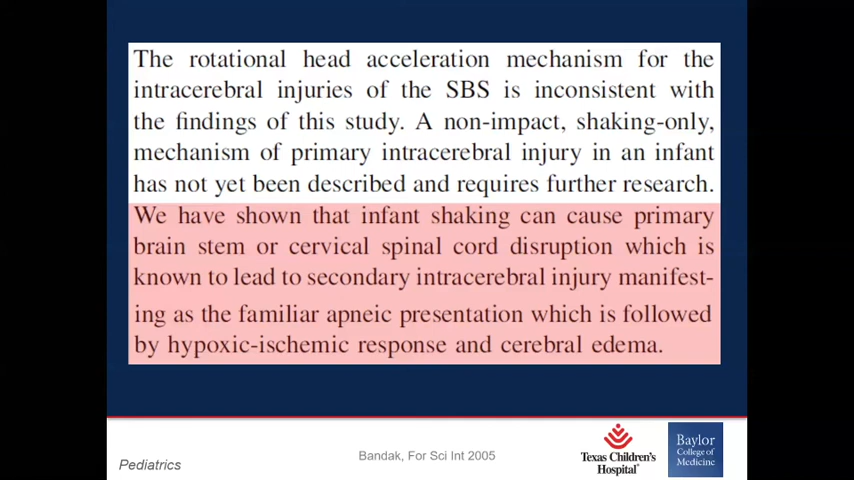 The rotational head acceleration mechanism for the
intracerebral injuries of the SBS is inconsistent with
the findings of this study. A non-impact, shaking-only,
mechanism of primary intracerebral injury in an infant
has not yet been described and requires further research.
We have shown that infant shaking can cause primary
brain stem or cervical spinal cord disruption which is
known to lead to secondary intracerebral injury manifest-
ing as the familiar apneic presentation which is followed
by hypoxic-ischemic response and cerebral edema.
Pediatrics
Bandak, For Sci Int 2005
Texas Children's
Hospital®
Baylor
College of
Medicine